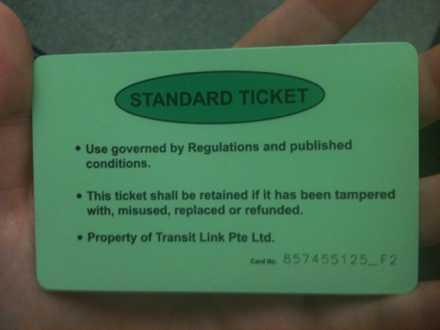 STANDARD TICKET
• Use governed by Regulations and published
conditions.
• This ticket shall be retained if it has been tampered
with, misused, replaced or refunded.
• Property of Transit Link Pte Ltd.
Card No. 857455125_F2